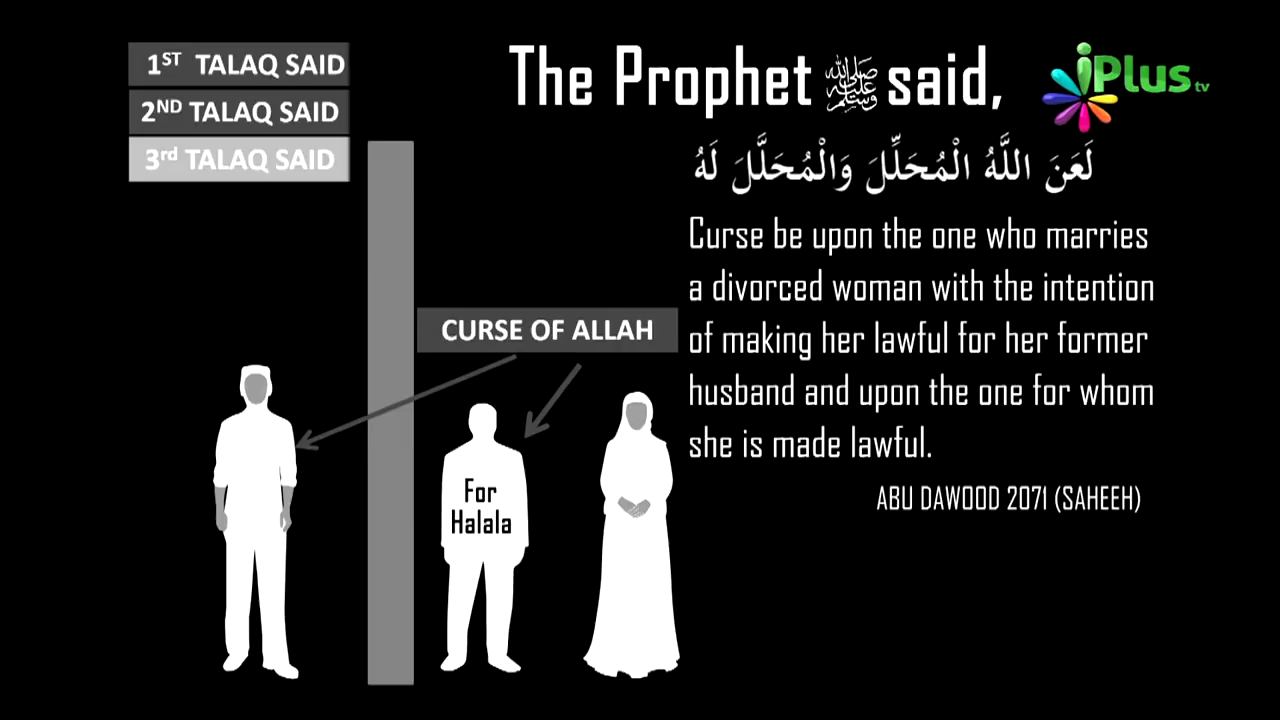 1ST TALAQ SAID
2ND TALAQ SAID
3rd TALAQ SAID
The Prophet ﷺ said,
iPlus tv
لَعَنَ اللَّهُ الْمُحَلِّلَ وَالْمُحَلَّلَ لَهُ
Curse be upon the one who marries
a divorced woman with the intention
of making her lawful for her former
husband and upon the one for whom
she is made lawful.
ABU DAWOOD 2071 (SAHEEH)
CURSE OF ALLAH
For
Halala